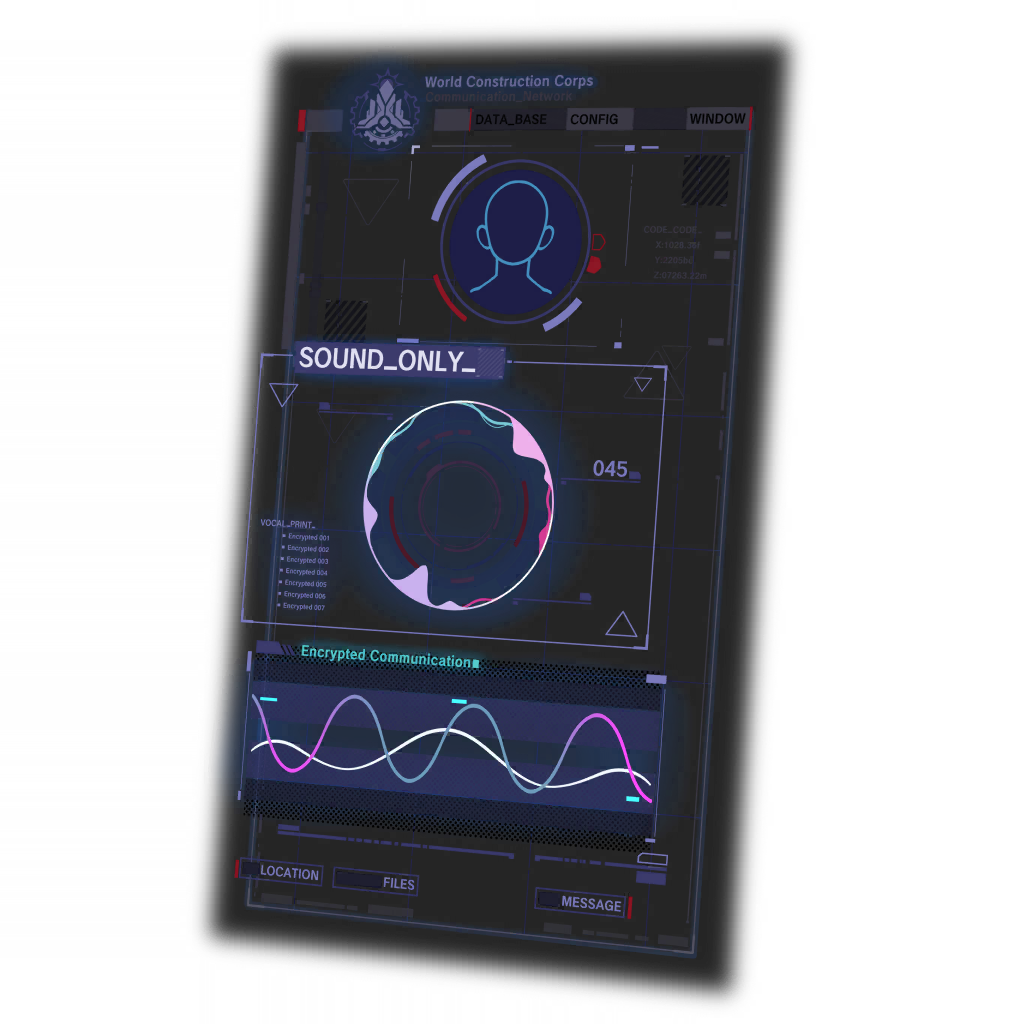 World Construction Corps
Communication_Network
DATA_BASE
CONFIG
WINDOW
CODE_CODE_
SOUND_ONLY_
045
VOCAL_PRINT_
Encrypted 001
Encrypted 002
Encrypted 003
Encrypted 004
Encrypted 005
Encrypted 006
Encrypted 007
Encrypted Communication
LOCATION
FILES
MESSAGE